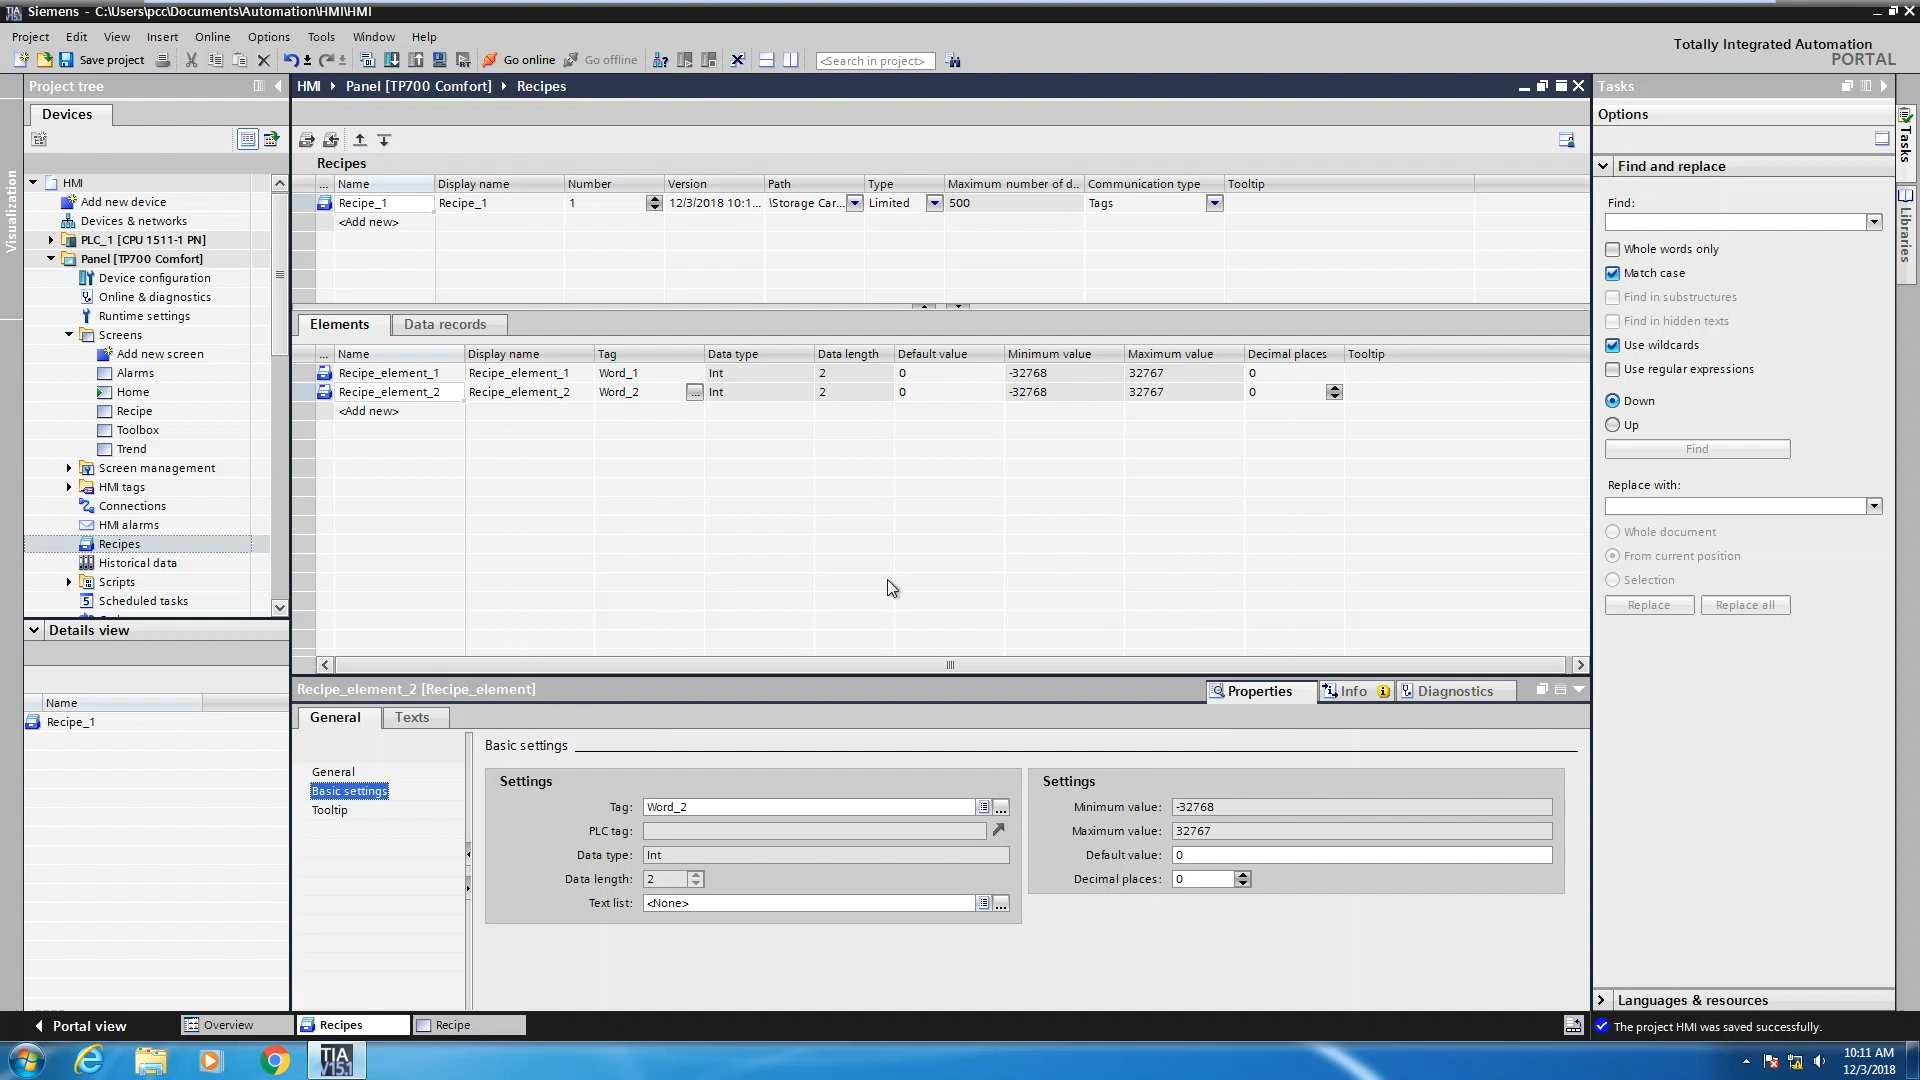 Siemens - C:\Users\pcc\Documents\Automation\HMI\HMI
Project Edit View Insert Online Options Tools Window Help
Totally Integrated Automation
PORTAL
Save project
Go online
Go offline
<Search in project>
Project tree
HMI
Panel [TP700 Comfort]
Recipes
Tasks
Devices
Options
Visualization
Tasks
Libraries
HMI
Add new device
Devices & networks
PLC_1 [CPU 1511-1 PN]
Panel [TP700 Comfort]
Device configuration
Online & diagnostics
Runtime settings
Screens
Add new screen
Alarms
Home
Recipe
Toolbox
Trend
Screen management
HMI tags
Connections
HMI alarms
Recipes
Historical data
Scripts
Scheduled tasks
Details view
Name
Recipe_1
Recipes
... Name Display name Number Version Path Type Maximum number of d.. Communication type Tooltip
Recipe_1 Recipe_1 1 12/3/2018 10:1... \Storage Car... Limited 500 Tags
<Add new>
Elements Data records
... Name Display name Tag Data type Data length Default value Minimum value Maximum value Decimal places Tooltip
Recipe_element_1 Recipe_element_1 Word_1 Int 2 0 -32768 32767 0
Recipe_element_2 Recipe_element_2 Word_2 ... Int 2 0 -32768 32767 0
<Add new>
Recipe_element_2 [Recipe_element]
Properties Info Diagnostics
General Texts
General
Basic settings
Tooltip
Basic settings
Settings
Tag: Word_2
PLC tag:
Data type: Int
Data length: 2
Text list: <None>
Settings
Minimum value: -32768
Maximum value: 32767
Default value: 0
Decimal places: 0
Find and replace
Find:
Whole words only
Match case
Find in substructures
Find in hidden texts
Use wildcards
Use regular expressions
Down
Up
Find
Replace with:
Whole document
From current position
Selection
Replace Replace all
Languages & resources
Portal view
Overview
Recipes
Recipe
The project HMI was saved successfully.
TIA
V15.1
10:11 AM
12/3/2018